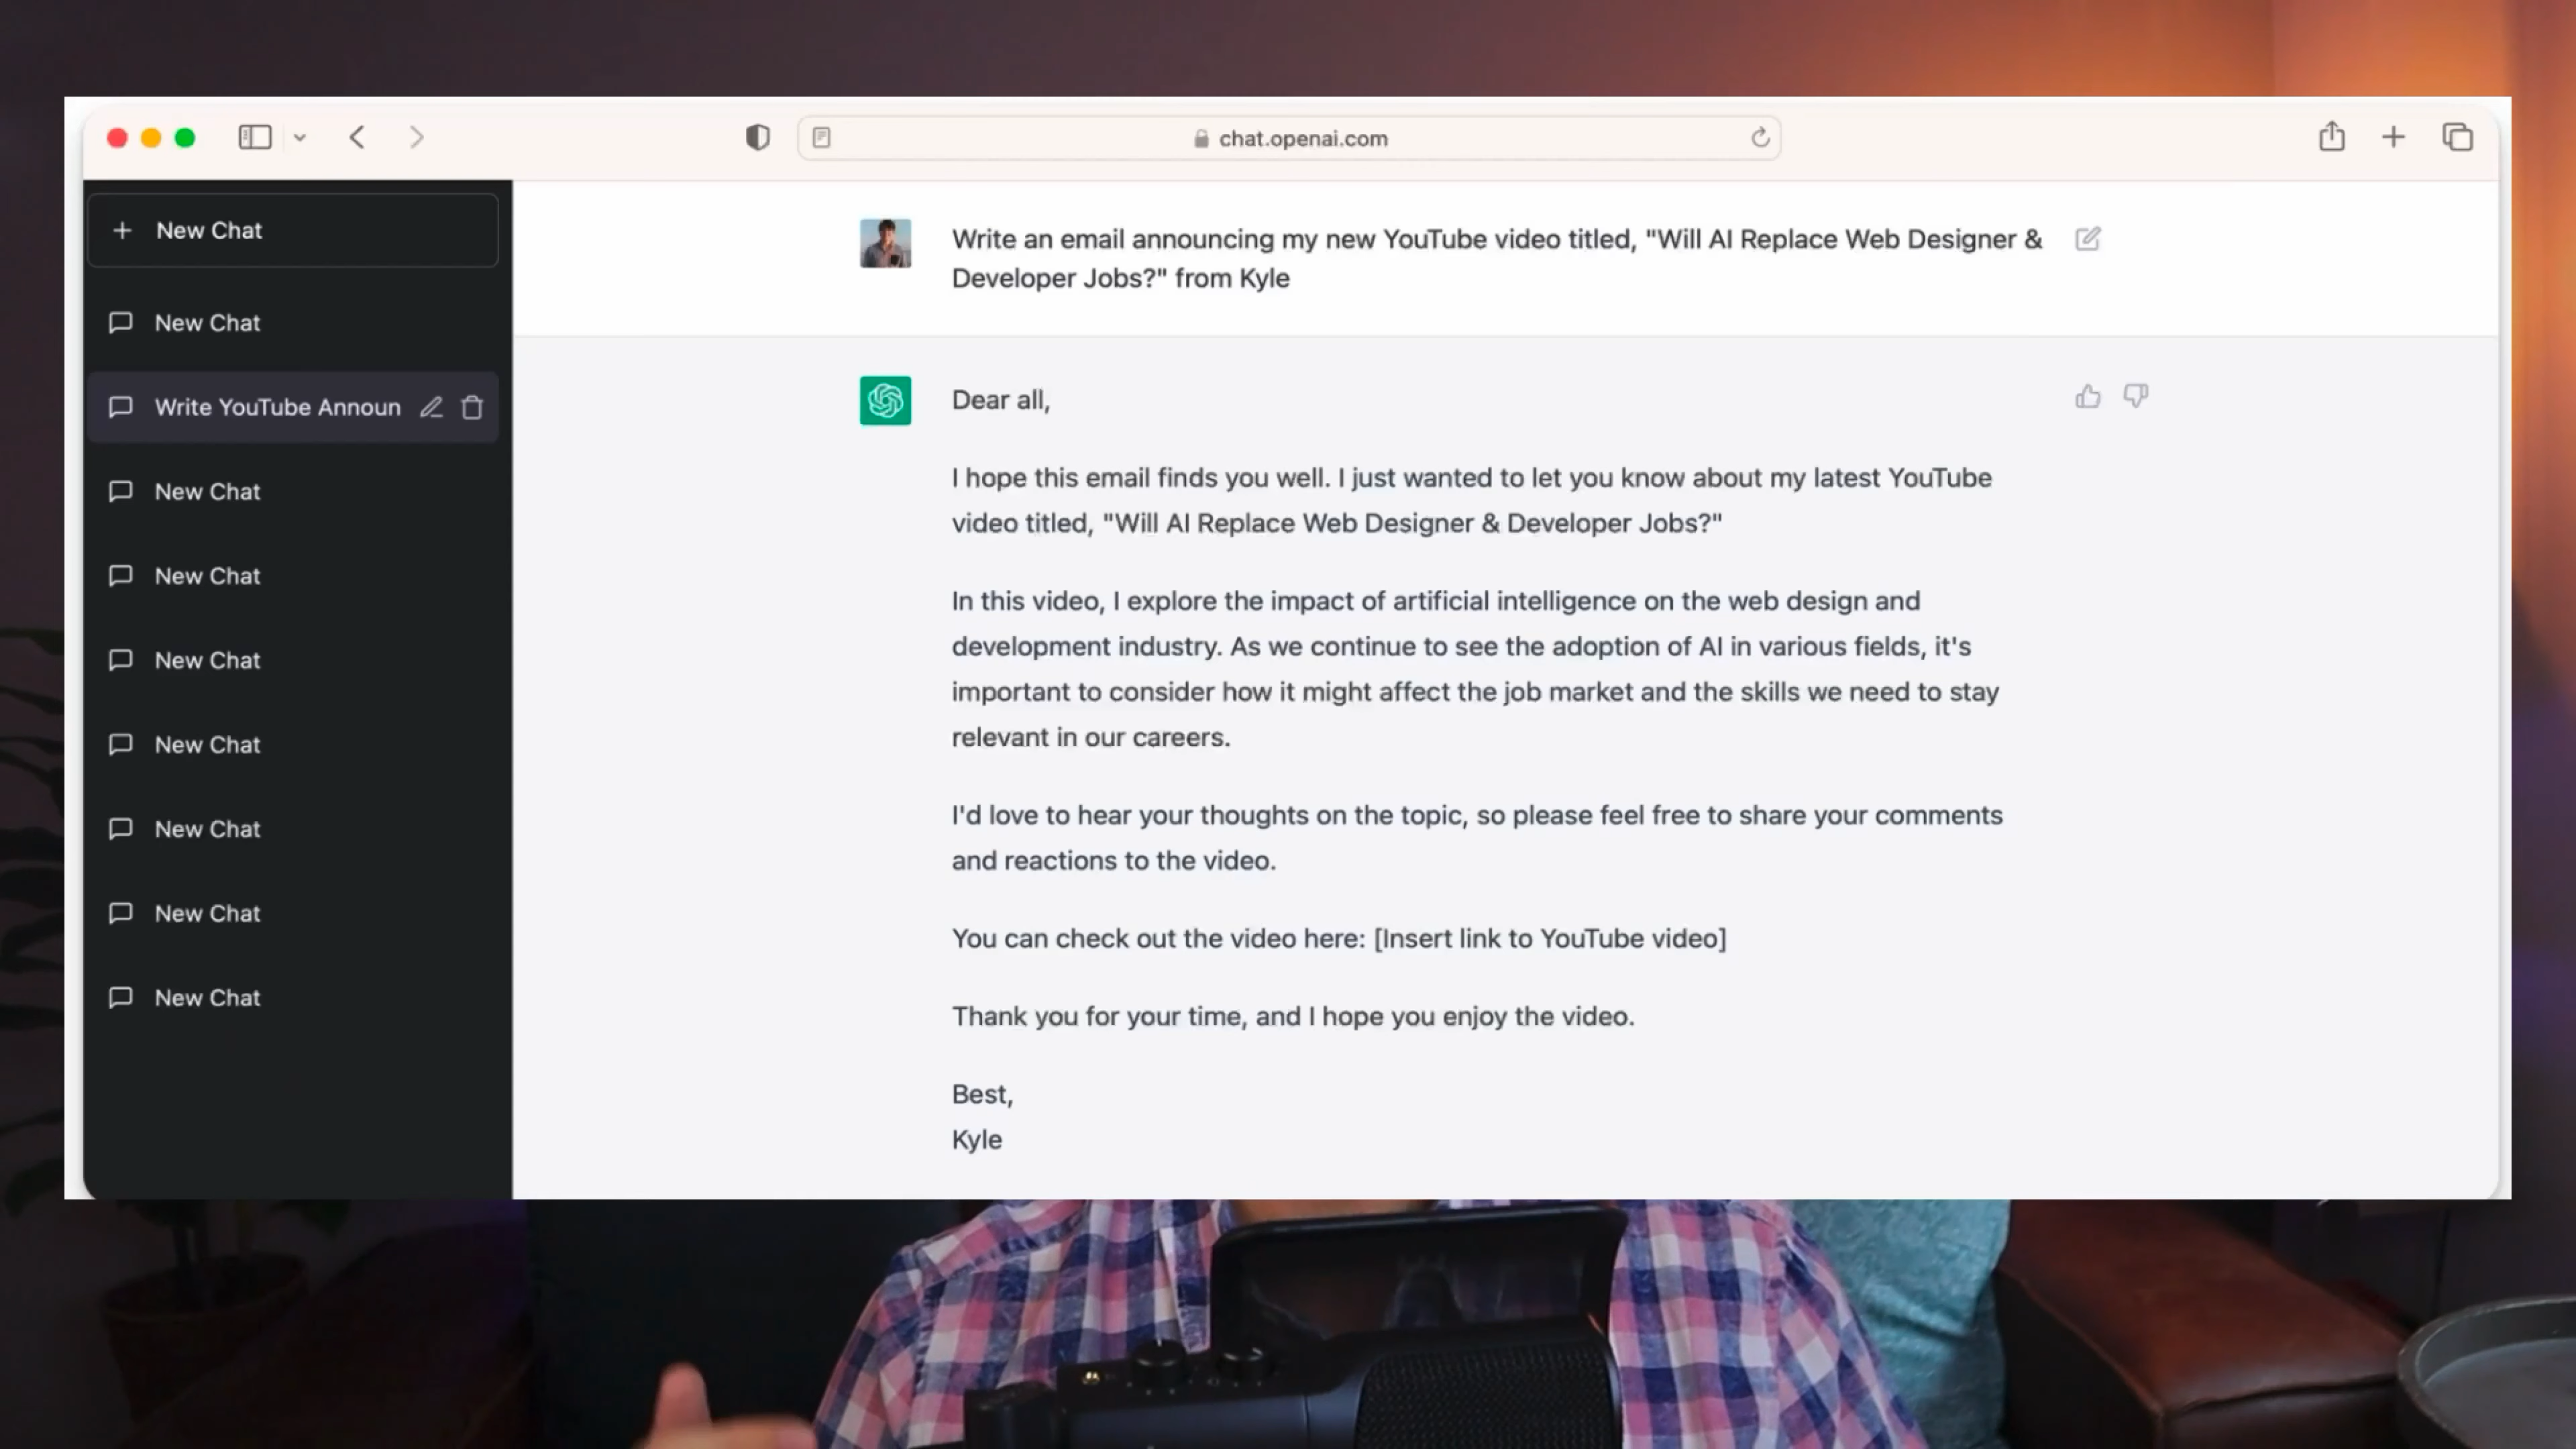 chat.openai.com
New Chat
New Chat
Write YouTube Announ
New Chat
New Chat
New Chat
New Chat
New Chat
New Chat
New Chat
Write an email announcing my new YouTube video titled, "Will AI Replace Web Designer &
Developer Jobs?" from Kyle
Dear all,
I hope this email finds you well. I just wanted to let you know about my latest YouTube
video titled, "Will AI Replace Web Designer & Developer Jobs?"
In this video, I explore the impact of artificial intelligence on the web design and
development industry. As we continue to see the adoption of AI in various fields, it's
important to consider how it might affect the job market and the skills we need to stay
relevant in our careers.
I'd love to hear your thoughts on the topic, so please feel free to share your comments
and reactions to the video.
You can check out the video here: [Insert link to YouTube video]
Thank you for your time, and I hope you enjoy the video.
Best,
Kyle